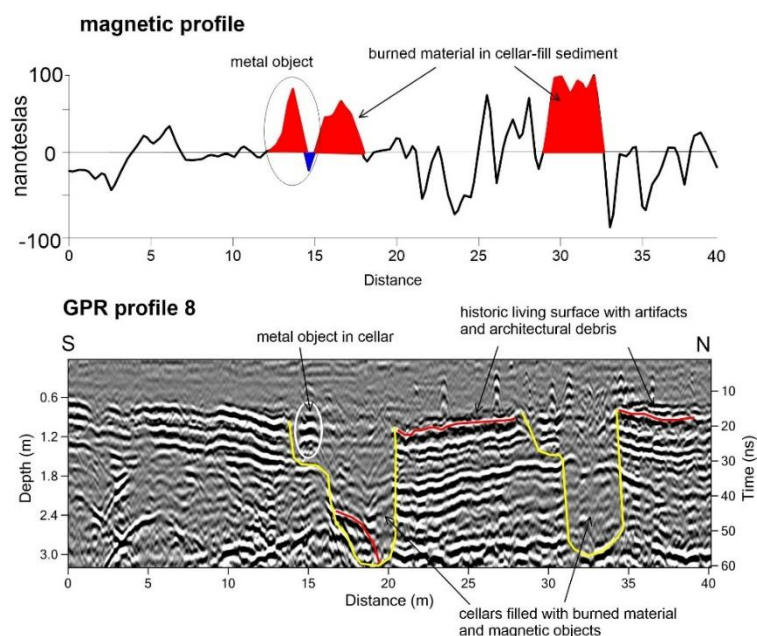 magnetic profile
metal object
burned material in cellar-fill sediment
nanoteslas
100
0
-100
0 5 10 15 20 25 30 35 40
Distance
GPR profile 8
metal object in cellar
historic living surface with artifacts
and architectural debris
S
N
Depth (m)
0.6
1.2
1.8
2.4
3.0
10
20
30
40
50
60
Time (ns)
0 5 10 15 20 25 30 35 40
Distance (m)
cellars filled with burned material
and magnetic objects